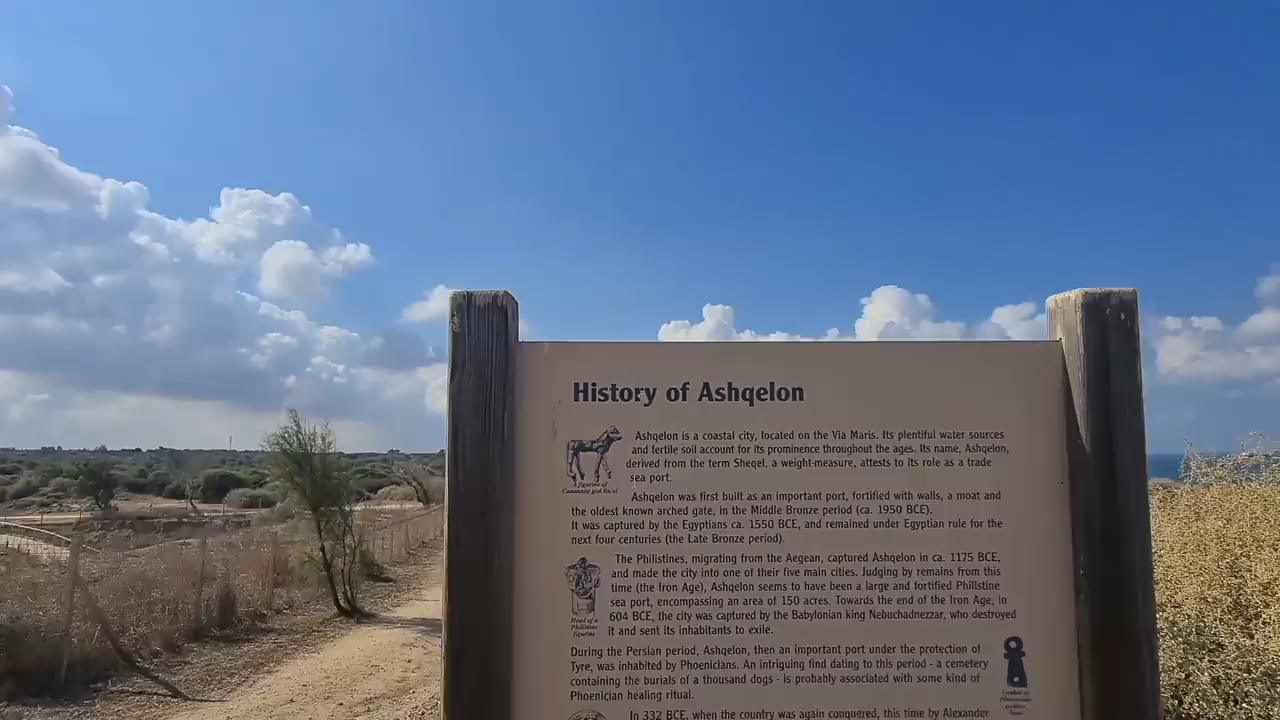 History of Ashqelon
Ashqelon is a coastal city, located on the Via Maris. Its plentiful water sources
and fertile soil account for its prominence throughout the ages. Its name, Ashqelon,
derived from the term Sheqel, a weight-measure, attests to its role as a trade
sea port.
A figurine of
Canaanite god Ba'al
Ashqelon was first built as an important port, fortified with walls, a moat and
the oldest known arched gate, in the Middle Bronze period (ca. 1950 BCE).
It was captured by the Egyptians ca. 1550 BCE, and remained under Egyptian rule for the
next four centuries (the Late Bronze period).
The Philistines, migrating from the Aegean, captured Ashqelon in ca. 1175 BCE,
and made the city into one of their five main cities. Judging by remains from this
time (the Iron Age), Ashqelon seems to have been a large and fortified Philistine
sea port, encompassing an area of 150 acres. Towards the end of the Iron Age, in
604 BCE, the city was captured by the Babylonian king Nebuchadnezzar, who destroyed
it and sent its inhabitants to exile.
Head of a
Philistine
figurine
During the Persian period, Ashqelon, then an important port under the protection of
Tyre, was inhabited by Phoenicians. An intriguing find dating to this period - a cemetery
containing the burials of a thousand dogs - is probably associated with some kind of
Phoenician healing ritual.
In 332 BCE, when the country was again conquered, this time by Alexander